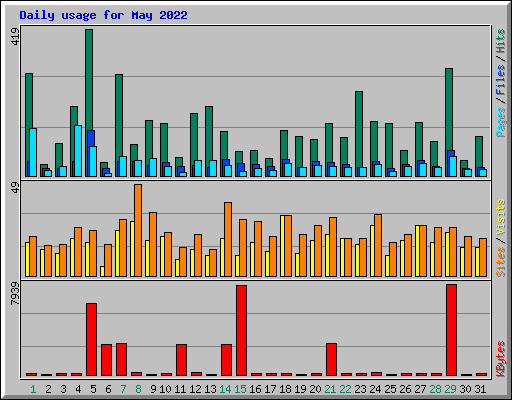 Daily usage for May 2022
419
Pages / Files / Hits
49
Sites / Visits
7939
KBytes
1 2 3 4 5 6 7 8 9 10 11 12 13 14 15 16 17 18 19 20 21 22 23 24 25 26 27 28 29 30 31